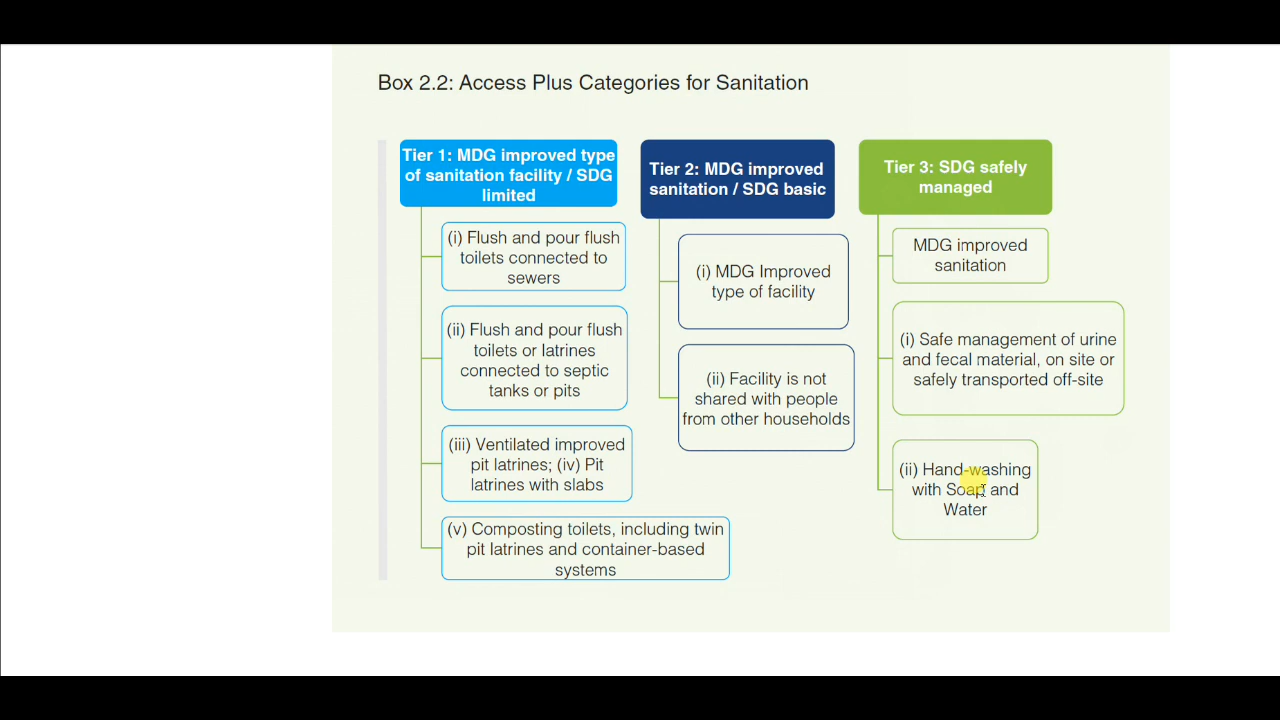 Box 2.2: Access Plus Categories for Sanitation
Tier 1: MDG improved type
of sanitation facility / SDG
limited
(i) Flush and pour flush
toilets connected to
sewers
(ii) Flush and pour flush
toilets or latrines
connected to septic
tanks or pits
(iii) Ventilated improved
pit latrines; (iv) Pit
latrines with slabs
(v) Composting toilets, including twin
pit latrines and container-based
systems
Tier 2: MDG improved
sanitation / SDG basic
(i) MDG Improved
type of facility
(ii) Facility is not
shared with people
from other households
Tier 3: SDG safely
managed
MDG improved
sanitation
(i) Safe management of urine
and fecal material, on site or
safely transported off-site
(ii) Hand-washing
with Soap and
Water